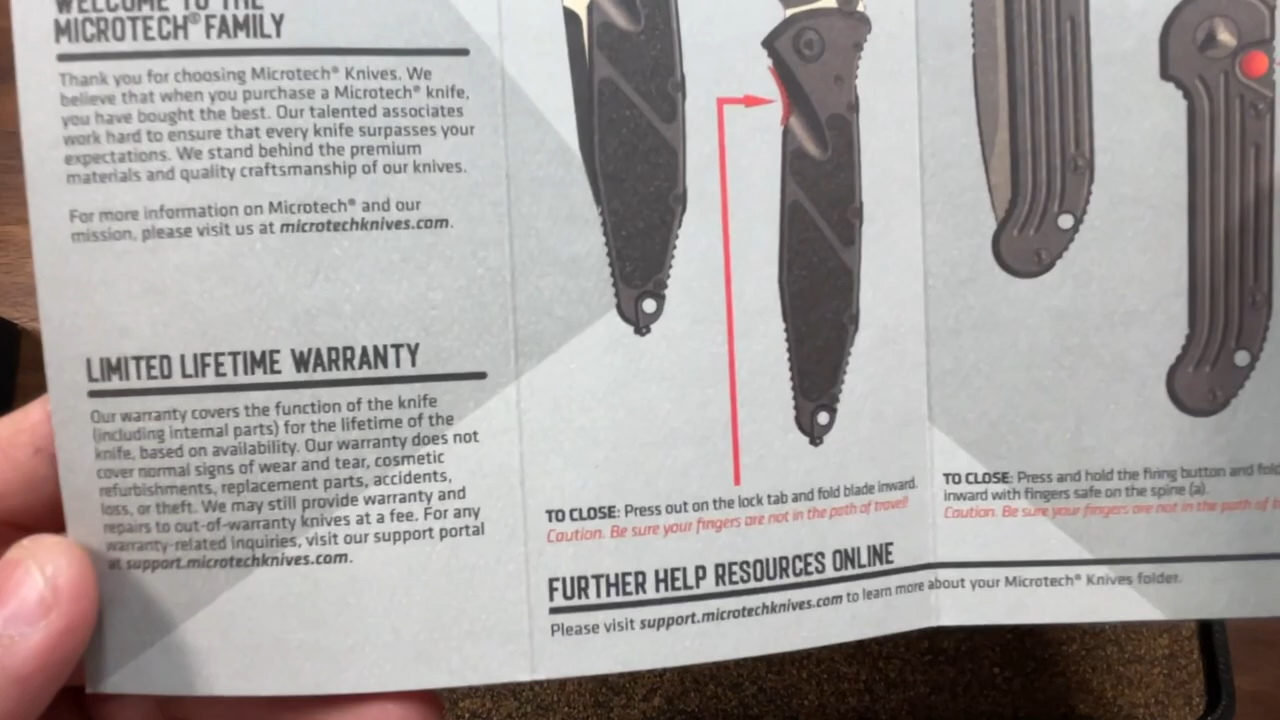 WELCOME TO THE
MICROTECH® FAMILY
Thank you for choosing Microtech® Knives. We
believe that when you purchase a Microtech® knife,
you have bought the best. Our talented associates
work hard to ensure that every knife surpasses your
expectations. We stand behind the premium
materials and quality craftsmanship of our knives.
For more information on Microtech® and our
mission, please visit us at microtechknives.com.
LIMITED LIFETIME WARRANTY
Our warranty covers the function of the knife
(including internal parts) for the lifetime of the
knife, based on availability. Our warranty does not
cover normal signs of wear and tear, cosmetic
refurbishments, replacement parts, accidents,
loss, or theft. We may still provide warranty and
repairs to out-of-warranty knives at a fee. For any
warranty-related inquiries, visit our support portal
at support.microtechknives.com.
TO CLOSE: Press out on the lock tab and fold blade inward.
Caution. Be sure your fingers are not in the path of travel!
TO CLOSE: Press and hold the firing button and fold
inward with fingers safe on the spine (a).
Caution. Be sure your fingers are not in the path of t
FURTHER HELP RESOURCES ONLINE
Please visit support.microtechknives.com to learn more about your Microtech® Knives folder.